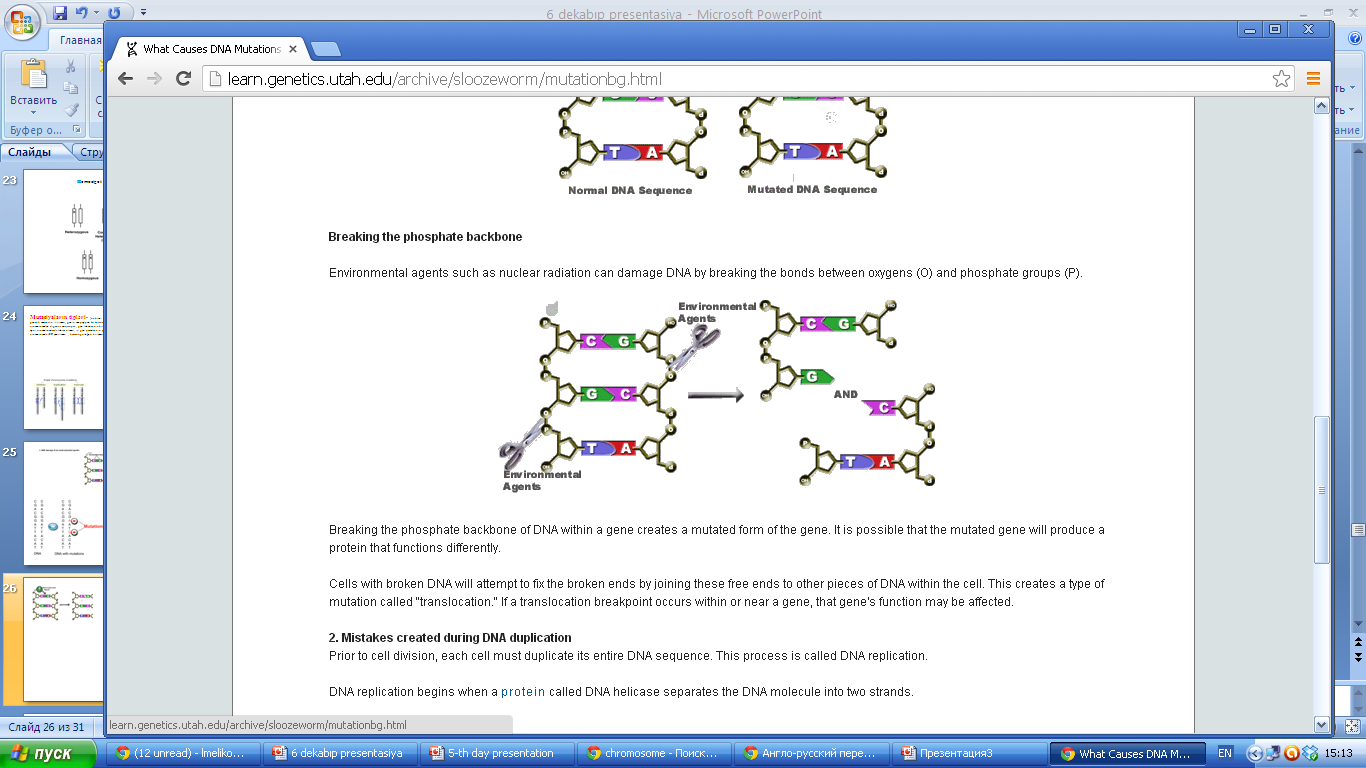 6 dekabıp presentasiya - Microsoft PowerPoint
Главная
Вставить
Буфер о...
Слайды
Стру
23
24
25
26
Mutations
DNA
DNA with mutations
Слайд 26 из 31
What Causes DNA Mutations
learn.genetics.utah.edu/archive/sloozeworm/mutationbg.html
T A
T A
Normal DNA Sequence
Mutated DNA Sequence
Breaking the phosphate backbone
Environmental agents such as nuclear radiation can damage DNA by breaking the bonds between oxygens (O) and phosphate groups (P).
Environmental
Agents
C G
G C
T A
Environmental
Agents
C G
G
AND
C
T A
Breaking the phosphate backbone of DNA within a gene creates a mutated form of the gene. It is possible that the mutated gene will produce a
protein that functions differently.
Cells with broken DNA will attempt to fix the broken ends by joining these free ends to other pieces of DNA within the cell. This creates a type of
mutation called "translocation." If a translocation breakpoint occurs within or near a gene, that gene's function may be affected.
2. Mistakes created during DNA duplication
Prior to cell division, each cell must duplicate its entire DNA sequence. This process is called DNA replication.
DNA replication begins when a protein called DNA helicase separates the DNA molecule into two strands.
learn.genetics.utah.edu/archive/sloozeworm/mutationbg.html
пуск
(12 unread) - lmeliko...
6 dekabıp presentasiya
5-th day presentation
chromosome - Поиск...
Англо-русский пере...
Презентация3
What Causes DNA M...
EN
15:13